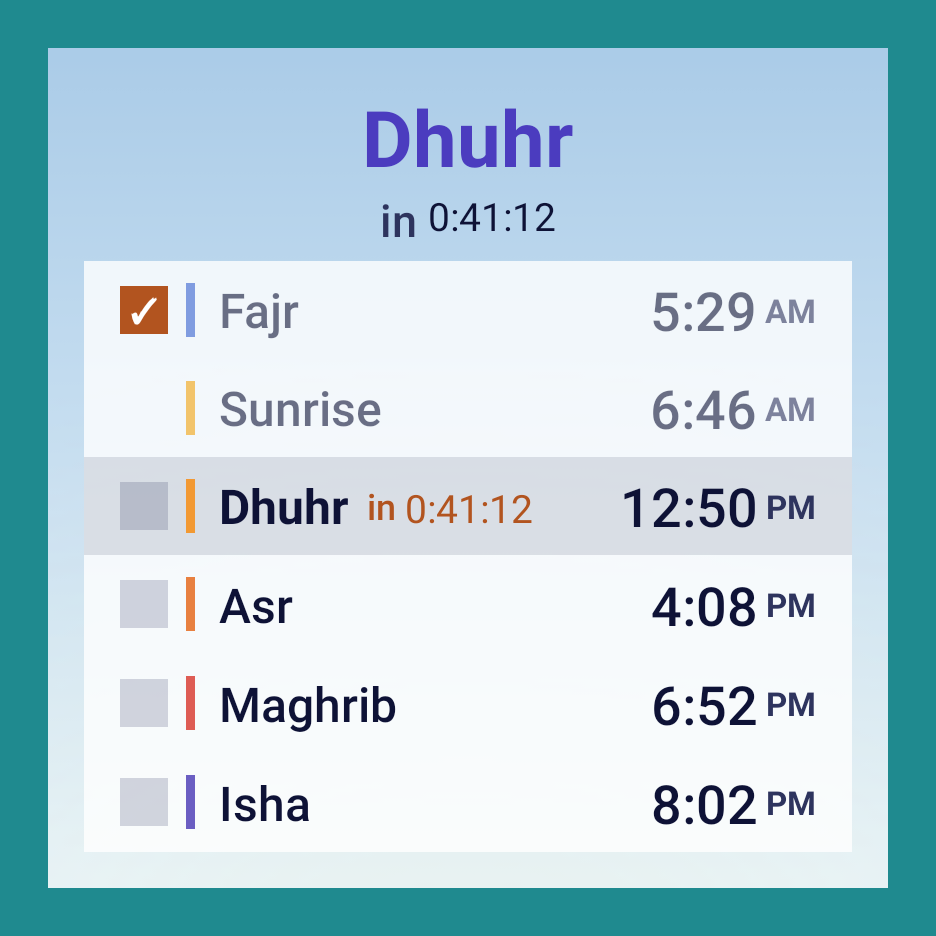 Dhuhr
in 0:41:12
✓ Fajr 5:29 AM
Sunrise 6:46 AM
Dhuhr in 0:41:12 12:50 PM
Asr 4:08 PM
Maghrib 6:52 PM
Isha 8:02 PM